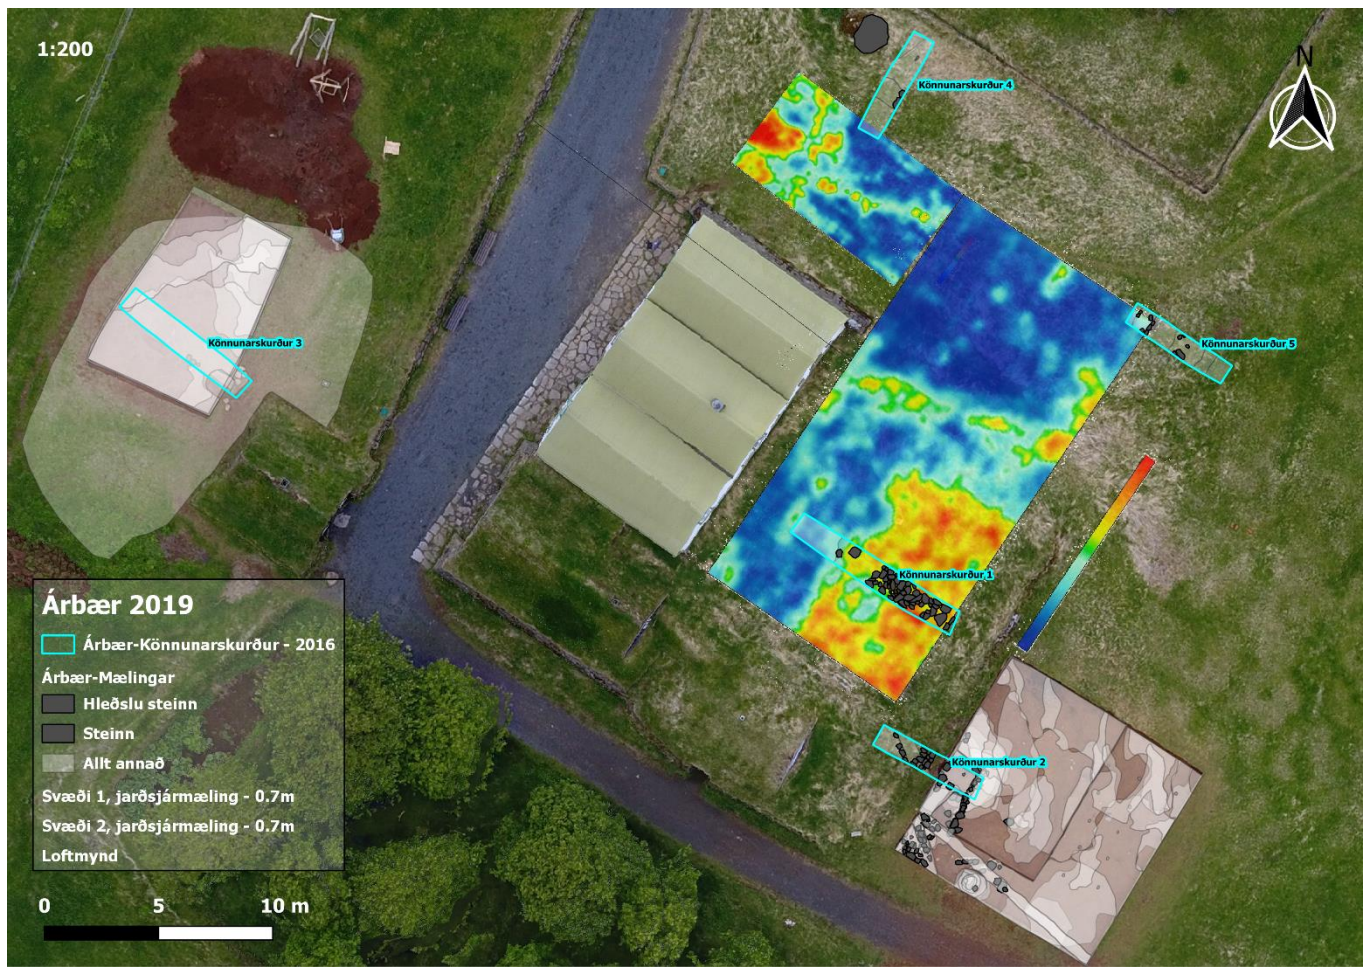 1:200
N
Könnunarskurður 4
Könnunarskurður 3
Könnunarskurður 5
Könnunarskurður 1
Könnunarskurður 2
Árbær 2019
Árbær-Könnunarskurður - 2016
Árbær-Mælingar
Hleðslu steinn
Steinn
Allt annað
Svæði 1, jarðsjármæling - 0.7m
Svæði 2, jarðsjármæling - 0.7m
Loftmynd
0 5 10 m